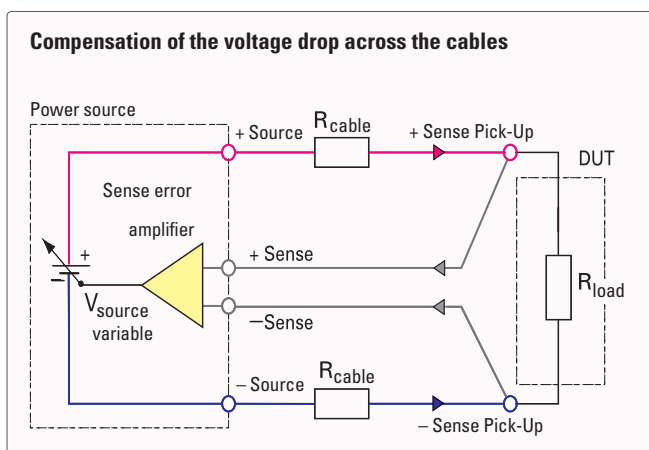 Compensation of the voltage drop across the cables
Power source
+ Source
Rcable
+ Sense Pick-Up
DUT
Sense error
amplifier
+ Sense
+
−
Vsource
variable
Rload
−Sense
− Source
Rcable
− Sense Pick-Up